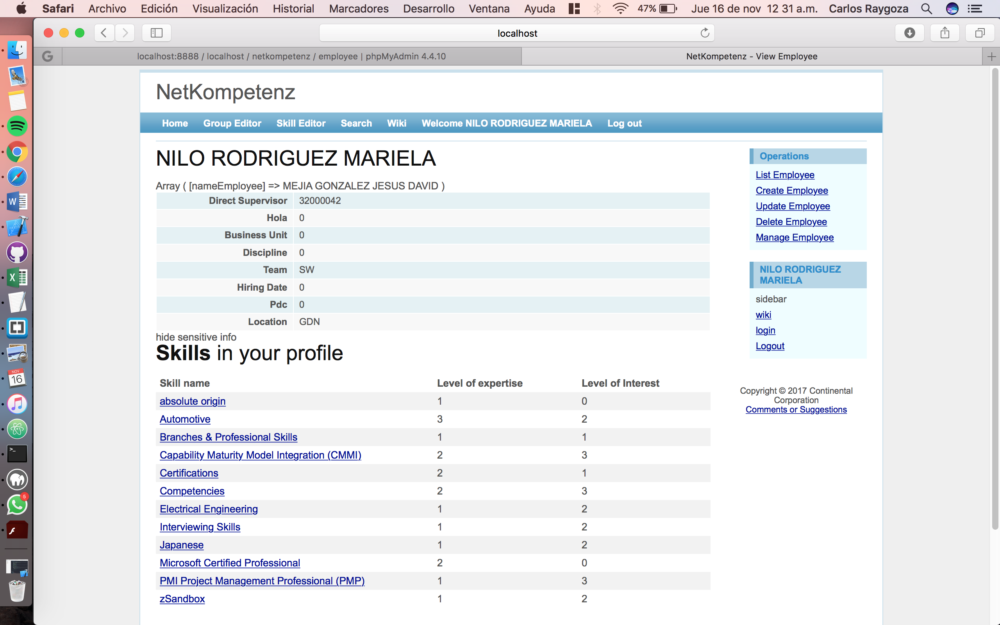 Safari Archivo Edición Visualización Historial Marcadores Desarrollo Ventana Ayuda 47% Jue 16 de nov 12 31 a.m. Carlos Raygoza
localhost
localhost:8888 / localhost / netkompetenz / employee | phpMyAdmin 4.4.10
NetKompetenz - View Employee
NetKompetenz
Home Group Editor Skill Editor Search Wiki Welcome NILO RODRIGUEZ MARIELA Log out
NILO RODRIGUEZ MARIELA
Array ( [nameEmployee] => MEJIA GONZALEZ JESUS DAVID )
Direct Supervisor 32000042
Hola 0
Business Unit 0
Discipline 0
Team SW
Hiring Date 0
Pdc 0
Location GDN
hide sensitive info
Skills in your profile
Skill name Level of expertise Level of Interest
absolute origin 1 0
Automotive 3 2
Branches & Professional Skills 1 1
Capability Maturity Model Integration (CMMI) 2 3
Certifications 2 1
Competencies 2 3
Electrical Engineering 1 2
Interviewing Skills 1 2
Japanese 1 2
Microsoft Certified Professional 2 0
PMI Project Management Professional (PMP) 1 3
zSandbox 1 2
Operations
List Employee
Create Employee
Update Employee
Delete Employee
Manage Employee
NILO RODRIGUEZ
MARIELA
sidebar
wiki
login
Logout
Copyright © 2017 Continental
Corporation
Comments or Suggestions
W
X
NOV
16
>_
5